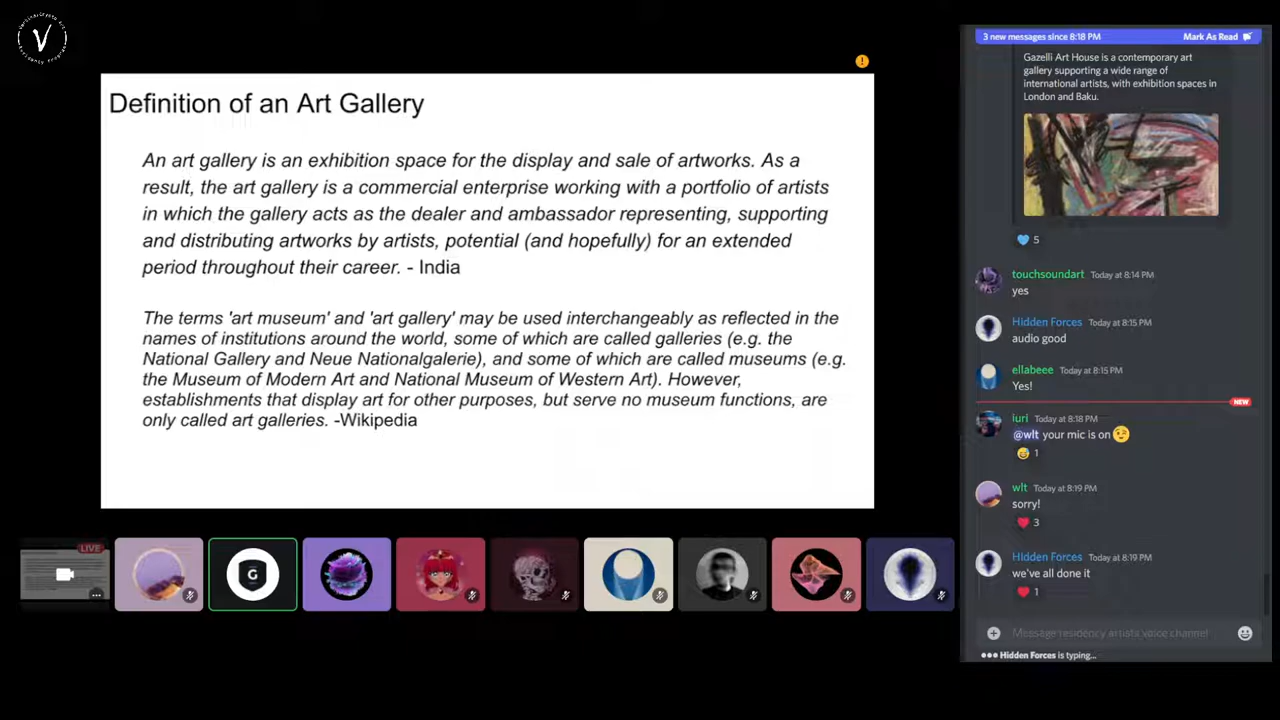 V
Definition of an Art Gallery
An art gallery is an exhibition space for the display and sale of artworks. As a
result, the art gallery is a commercial enterprise working with a portfolio of artists
in which the gallery acts as the dealer and ambassador representing, supporting
and distributing artworks by artists, potential (and hopefully) for an extended
period throughout their career. - India
The terms 'art museum' and 'art gallery' may be used interchangeably as reflected in the
names of institutions around the world, some of which are called galleries (e.g. the
National Gallery and Neue Nationalgalerie), and some of which are called museums (e.g.
the Museum of Modern Art and National Museum of Western Art). However,
establishments that display art for other purposes, but serve no museum functions, are
only called art galleries. -Wikipedia
LIVE
G
3 new messages since 8:18 PM Mark As Read
Gazelli Art House is a contemporary art
gallery supporting a wide range of
international artists, with exhibition spaces in
London and Baku.
5
touchsoundart Today at 8:14 PM
yes
Hidden Forces Today at 8:15 PM
audio good
ellabeee Today at 8:15 PM
Yes!
NEW
iuri Today at 8:18 PM
@wlt your mic is on
1
wlt Today at 8:19 PM
sorry!
3
Hidden Forces Today at 8:19 PM
we've all done it
1
Message residency artists voice channel
Hidden Forces is typing...